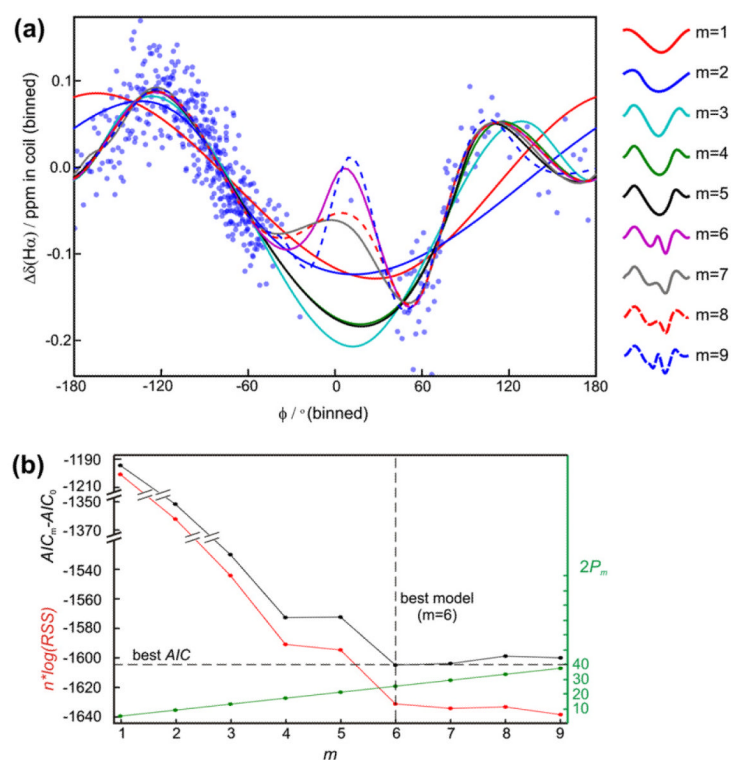 (a)
Δδ(Hα) / ppm in coil (binned)
0.1
0.0
-0.1
-0.2
-180
-120
-60
0
60
120
180
ϕ / ° (binned)
m=1
m=2
m=3
m=4
m=5
m=6
m=7
m=8
m=9
(b)
AICₘ-AIC₀
n*log(RSS)
-1190
-1210
-1350
-1370
-1540
-1560
-1580
-1600
-1620
-1640
best AIC
best model
(m=6)
2Pₘ
40
30
20
10
1
2
3
4
5
6
7
8
9
m